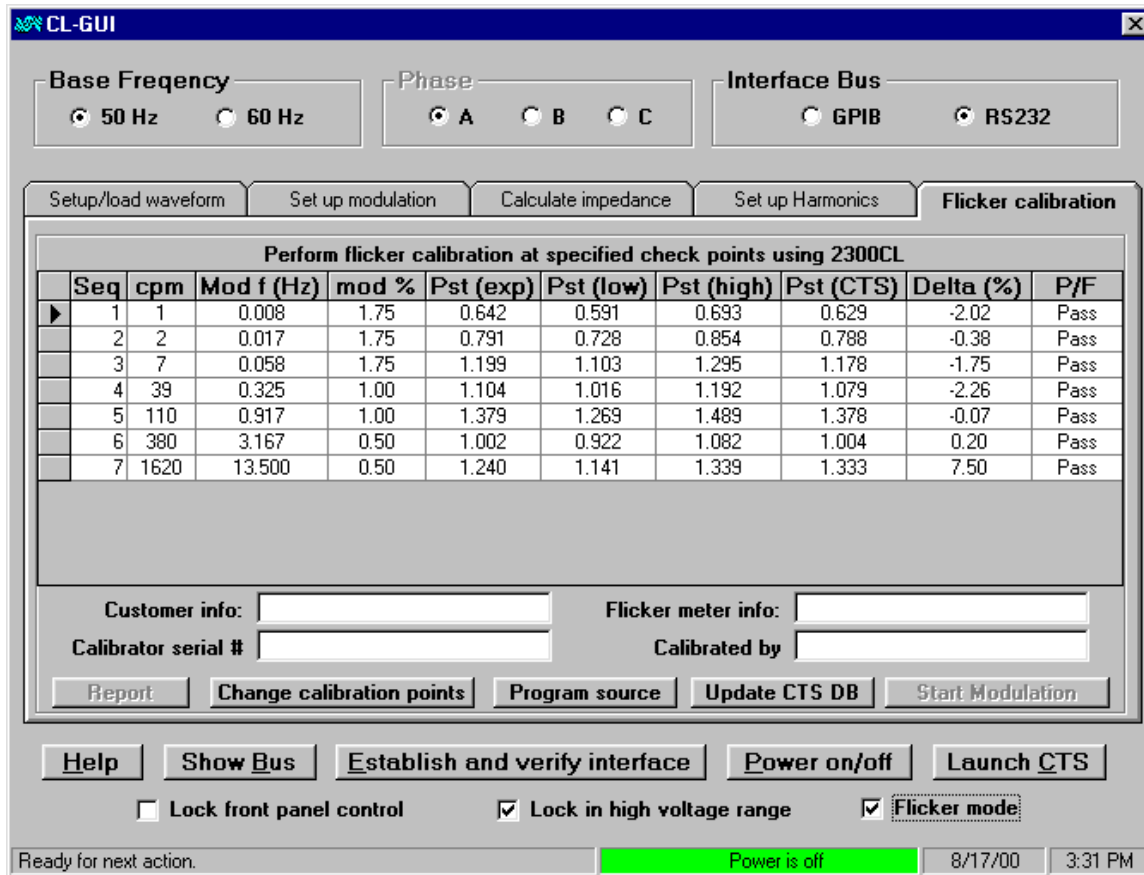 CL-GUI
Base Freqency
50 Hz 60 Hz
Phase
A B C
Interface Bus
GPIB RS232
Setup/load waveform Set up modulation Calculate impedance Set up Harmonics Flicker calibration
Perform flicker calibration at specified check points using 2300CL
Seq cpm Mod f (Hz) mod % Pst (exp) Pst (low) Pst (high) Pst (CTS) Delta (%) P/F
1 1 0.008 1.75 0.642 0.591 0.693 0.629 -2.02 Pass
2 2 0.017 1.75 0.791 0.728 0.854 0.788 -0.38 Pass
3 7 0.058 1.75 1.199 1.103 1.295 1.178 -1.75 Pass
4 39 0.325 1.00 1.104 1.016 1.192 1.079 -2.26 Pass
5 110 0.917 1.00 1.379 1.269 1.489 1.378 -0.07 Pass
6 380 3.167 0.50 1.002 0.922 1.082 1.004 0.20 Pass
7 1620 13.500 0.50 1.240 1.141 1.339 1.333 7.50 Pass
Customer info: Flicker meter info:
Calibrator serial # Calibrated by
Report Change calibration points Program source Update CTS DB Start Modulation
Help Show Bus Establish and verify interface Power on/off Launch CTS
Lock front panel control Lock in high voltage range Flicker mode
Ready for next action. Power is off 8/17/00 3:31 PM